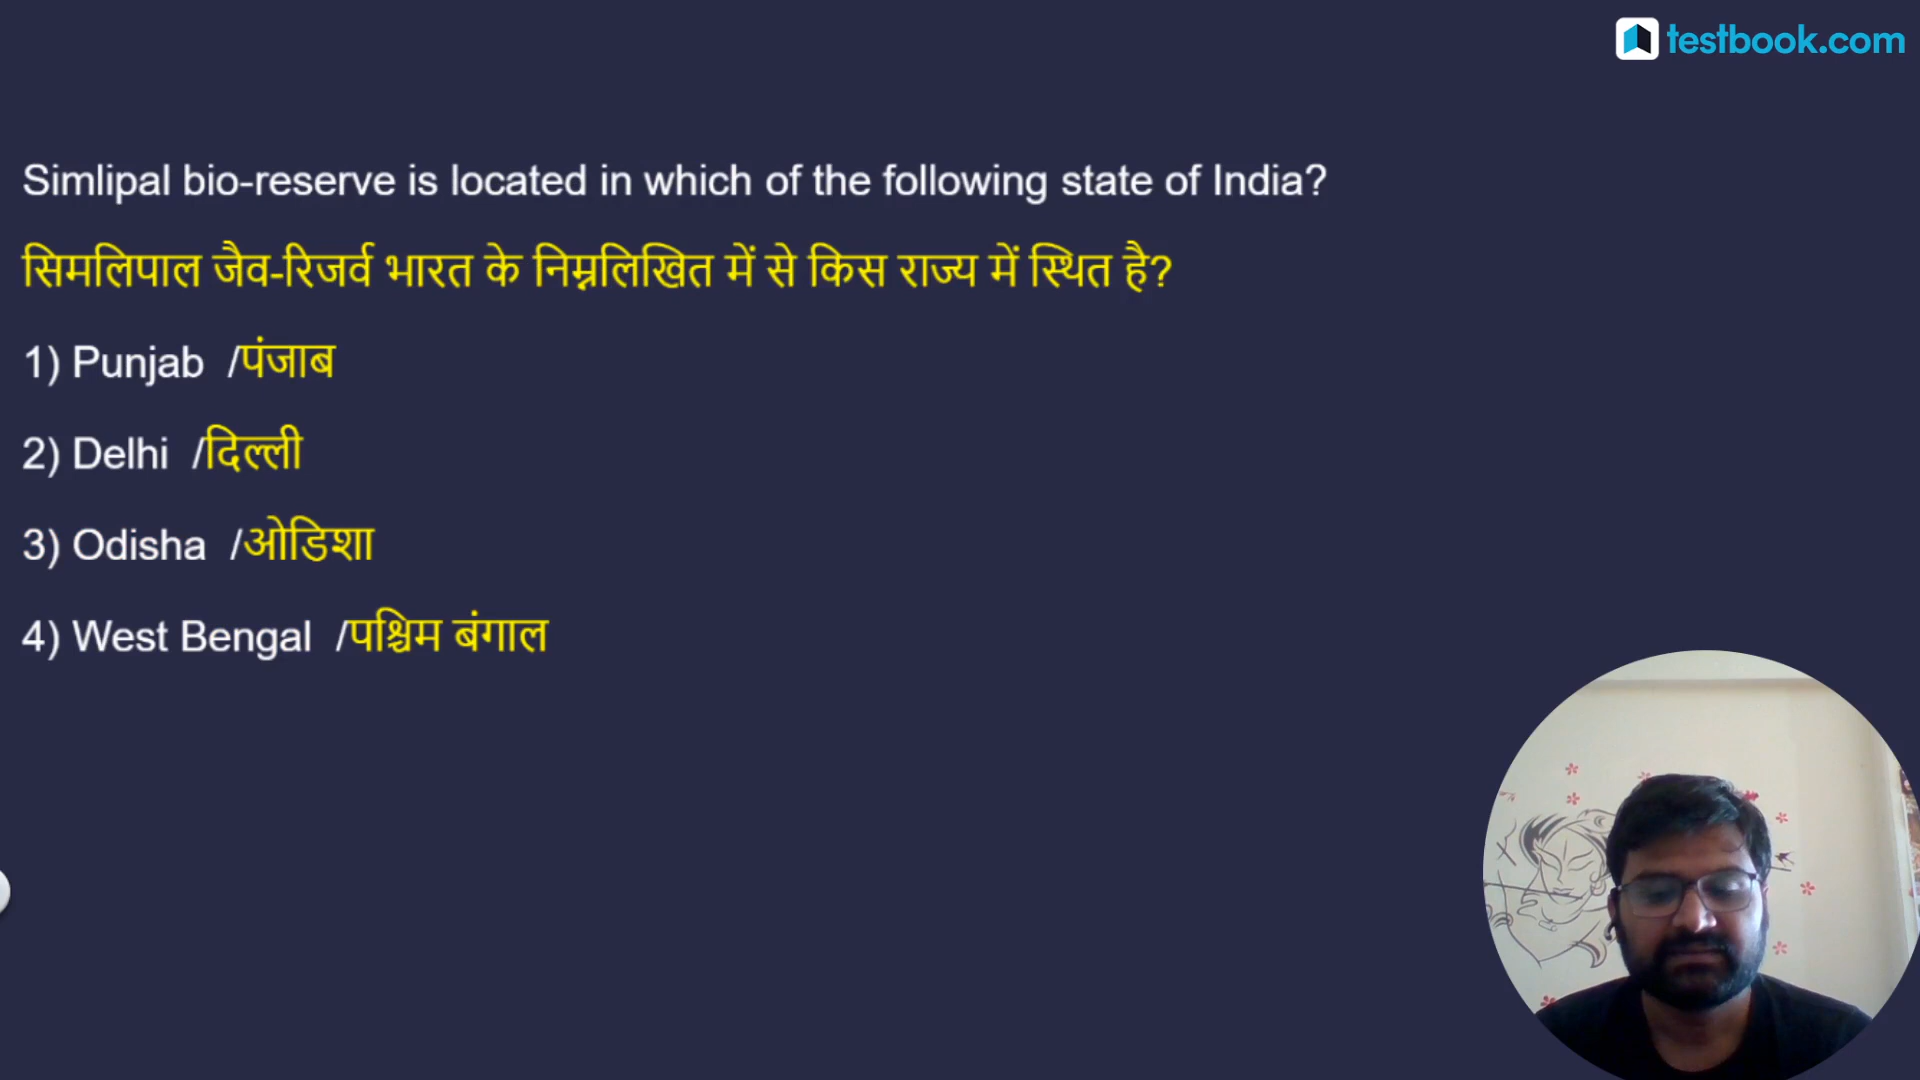 testbook.com
Simlipal bio-reserve is located in which of the following state of India?
सिमलिपाल जैव-रिजर्व भारत के निम्नलिखित में से किस राज्य में स्थित है?
1) Punjab /पंजाब
2) Delhi /दिल्ली
3) Odisha /ओडिशा
4) West Bengal /पश्चिम बंगाल